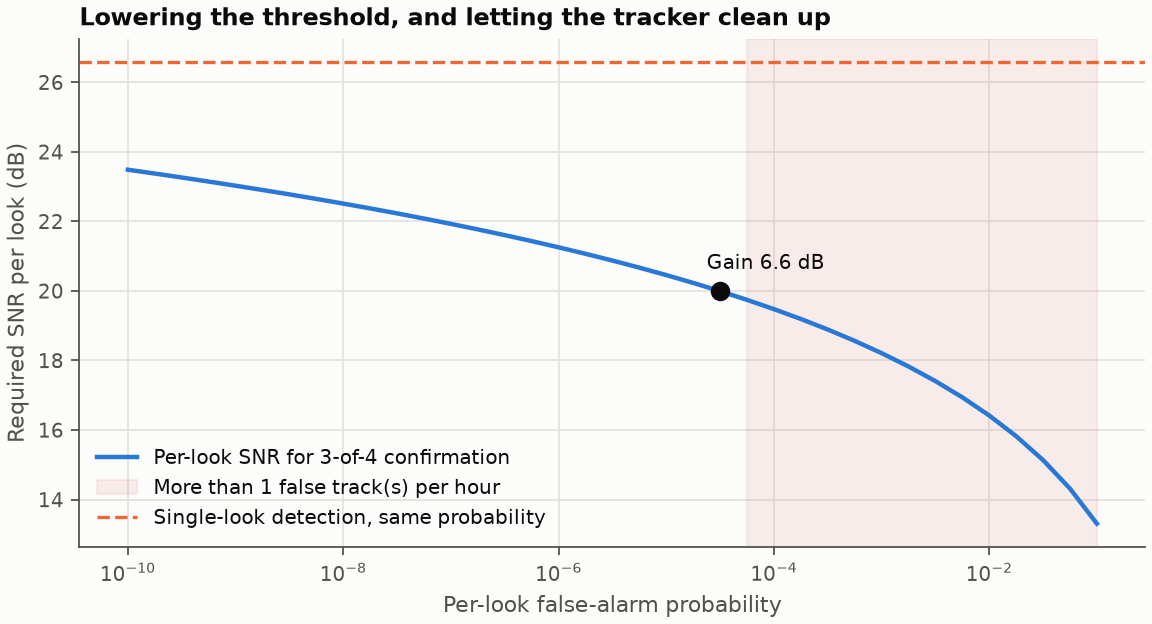 Lowering the threshold, and letting the tracker clean up
Required SNR per look (dB)
26
24
22
20
18
16
14
Gain 6.6 dB
Per-look SNR for 3-of-4 confirmation
More than 1 false track(s) per hour
Single-look detection, same probability
10⁻¹⁰
10⁻⁸
10⁻⁶
10⁻⁴
10⁻²
Per-look false-alarm probability